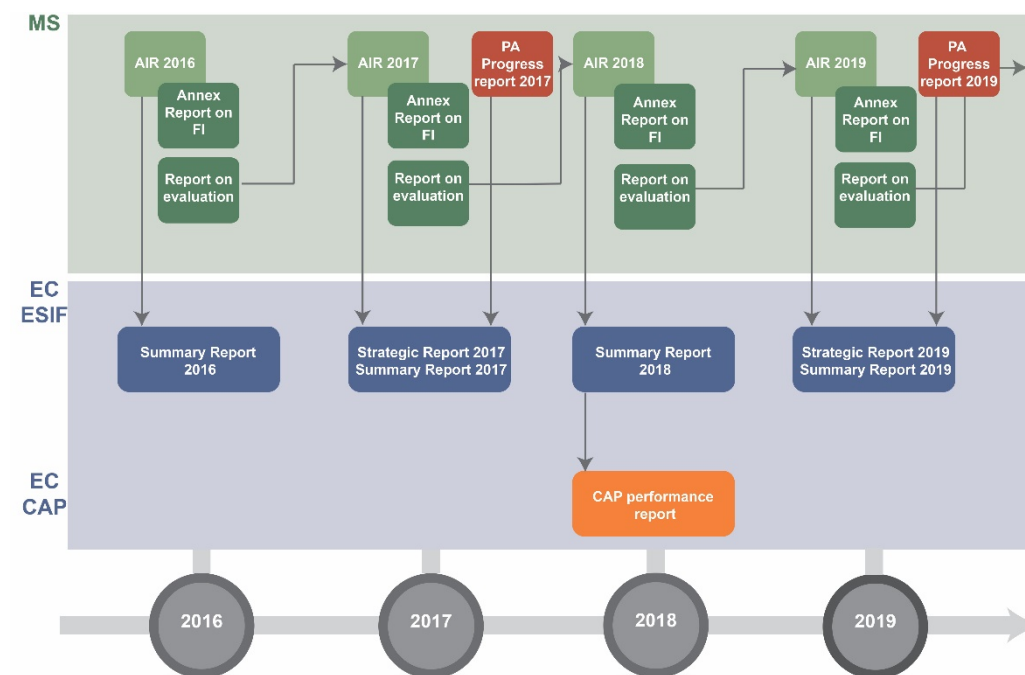 MS
AIR 2016
Annex
Report on
FI
Report on
evaluation
AIR 2017
Annex
Report on
FI
Report on
evaluation
PA
Progress
report 2017
AIR 2018
Annex
Report on
FI
Report on
evaluation
AIR 2019
Annex
Report on
FI
Report on
evaluation
PA
Progress
report 2019
EC
ESIF
Summary Report
2016
Strategic Report 2017
Summary Report 2017
Summary Report
2018
Strategic Report 2019
Summary Report 2019
EC
CAP
CAP performance
report
2016
2017
2018
2019